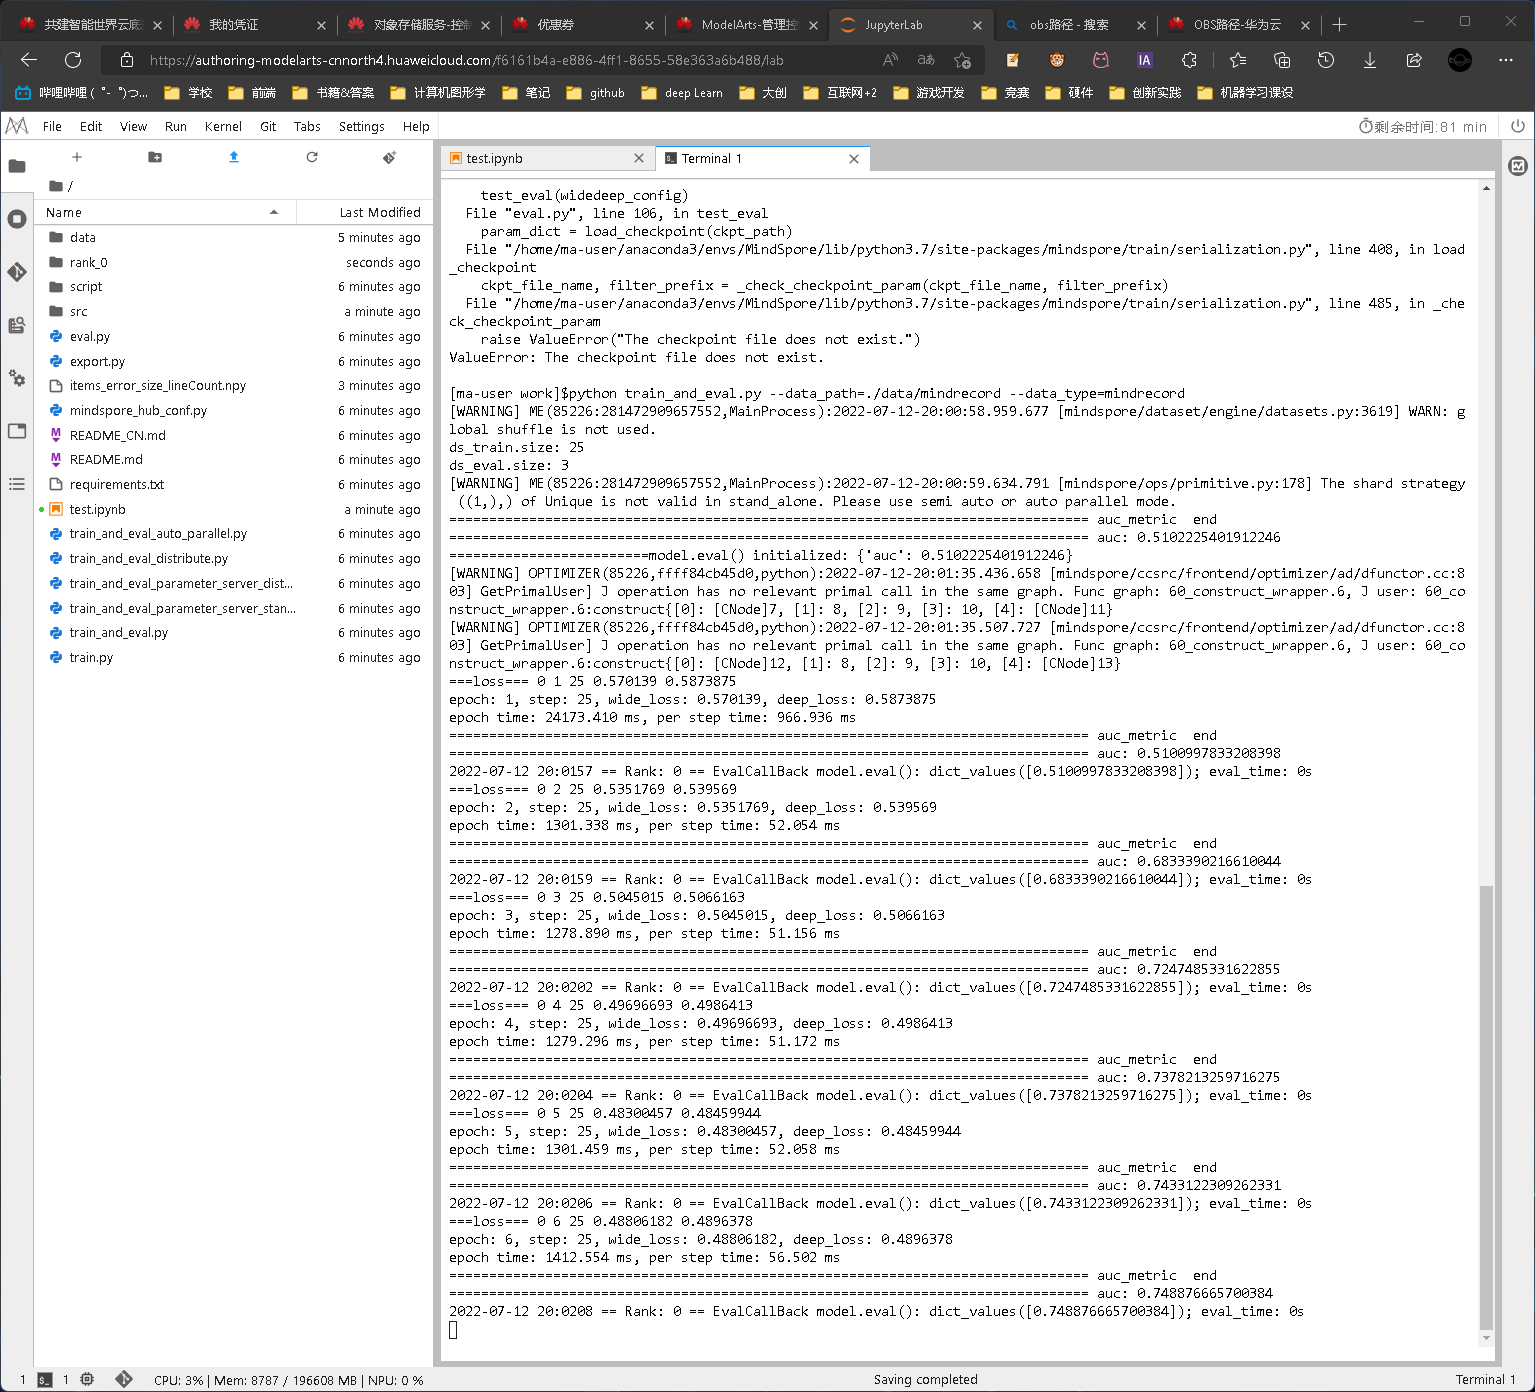 共建智能世界云底
我的凭证
对象存储服务-控制
优惠券
ModelArts-管理控
JupyterLab
obs路径 - 搜索
OBS路径-华为云
https://authoring-modelarts-cnnorth4.huaweicloud.com/f6161b4a-e886-4ff1-8655-58e363a6b488/lab
哔哩哔哩 ( ゜- ゜)つ...
学校
前端
书籍&答案
计算机图形学
笔记
github
deep Learn
大创
互联网+2
游戏开发
竞赛
硬件
创新实践
机器学习课设
File Edit View Run Kernel Git Tabs Settings Help
剩余时间:81 min
test.ipynb
Terminal 1
/
Name Last Modified
data 5 minutes ago
rank_0 seconds ago
script 6 minutes ago
src a minute ago
eval.py 6 minutes ago
export.py 6 minutes ago
items_error_size_lineCount.npy 3 minutes ago
mindspore_hub_conf.py 6 minutes ago
README_CN.md 6 minutes ago
README.md 6 minutes ago
requirements.txt 6 minutes ago
test.ipynb a minute ago
train_and_eval_auto_parallel.py 6 minutes ago
train_and_eval_distribute.py 6 minutes ago
train_and_eval_parameter_server_dist... 6 minutes ago
train_and_eval_parameter_server_stan... 6 minutes ago
train_and_eval.py 6 minutes ago
train.py 6 minutes ago
test_eval(widedeep_config)
File "eval.py", line 106, in test_eval
param_dict = load_checkpoint(ckpt_path)
File "/home/ma-user/anaconda3/envs/MindSpore/lib/python3.7/site-packages/mindspore/train/serialization.py", line 408, in load
_checkpoint
ckpt_file_name, filter_prefix = _check_checkpoint_param(ckpt_file_name, filter_prefix)
File "/home/ma-user/anaconda3/envs/MindSpore/lib/python3.7/site-packages/mindspore/train/serialization.py", line 485, in _che
ck_checkpoint_param
raise ValueError("The checkpoint file does not exist.")
ValueError: The checkpoint file does not exist.
[ma-user work]$python train_and_eval.py --data_path=./data/mindrecord --data_type=mindrecord
[WARNING] ME(85226:281472909657552,MainProcess):2022-07-12-20:00:58.959.677 [mindspore/dataset/engine/datasets.py:3619] WARN: g
lobal shuffle is not used.
ds_train.size: 25
ds_eval.size: 3
[WARNING] ME(85226:281472909657552,MainProcess):2022-07-12-20:00:59.634.791 [mindspore/ops/primitive.py:178] The shard strategy
((1,),) of Unique is not valid in stand_alone. Please use semi auto or auto parallel mode.
================================================================================ auc_metric  end
================================================================================ auc: 0.5102225401912246
=========================model.eval() initialized: {'auc': 0.5102225401912246}
[WARNING] OPTIMIZER(85226,ffff84cb45d0,python):2022-07-12-20:01:35.436.658 [mindspore/ccsrc/frontend/optimizer/ad/dfunctor.cc:8
03] GetPrimalUser] J operation has no relevant primal call in the same graph. Func graph: 60_construct_wrapper.6, J user: 60_co
nstruct_wrapper.6:construct{[0]: [CNode]7, [1]: 8, [2]: 9, [3]: 10, [4]: [CNode]11}
[WARNING] OPTIMIZER(85226,ffff84cb45d0,python):2022-07-12-20:01:35.507.727 [mindspore/ccsrc/frontend/optimizer/ad/dfunctor.cc:8
03] GetPrimalUser] J operation has no relevant primal call in the same graph. Func graph: 60_construct_wrapper.6, J user: 60_co
nstruct_wrapper.6:construct{[0]: [CNode]12, [1]: 8, [2]: 9, [3]: 10, [4]: [CNode]13}
===loss=== 0 1 25 0.570139 0.5873875
epoch: 1, step: 25, wide_loss: 0.570139, deep_loss: 0.5873875
epoch time: 24173.410 ms, per step time: 966.936 ms
================================================================================ auc_metric  end
================================================================================ auc: 0.5100997833208398
2022-07-12 20:0157 == Rank: 0 == EvalCallBack model.eval(): dict_values([0.5100997833208398]); eval_time: 0s
===loss=== 0 2 25 0.5351769 0.539569
epoch: 2, step: 25, wide_loss: 0.5351769, deep_loss: 0.539569
epoch time: 1301.338 ms, per step time: 52.054 ms
================================================================================ auc_metric  end
================================================================================ auc: 0.6833390216610044
2022-07-12 20:0159 == Rank: 0 == EvalCallBack model.eval(): dict_values([0.6833390216610044]); eval_time: 0s
===loss=== 0 3 25 0.5045015 0.5066163
epoch: 3, step: 25, wide_loss: 0.5045015, deep_loss: 0.5066163
epoch time: 1278.890 ms, per step time: 51.156 ms
================================================================================ auc_metric  end
================================================================================ auc: 0.7247485331622855
2022-07-12 20:0202 == Rank: 0 == EvalCallBack model.eval(): dict_values([0.7247485331622855]); eval_time: 0s
===loss=== 0 4 25 0.49696693 0.4986413
epoch: 4, step: 25, wide_loss: 0.49696693, deep_loss: 0.4986413
epoch time: 1279.296 ms, per step time: 51.172 ms
================================================================================ auc_metric  end
================================================================================ auc: 0.7378213259716275
2022-07-12 20:0204 == Rank: 0 == EvalCallBack model.eval(): dict_values([0.7378213259716275]); eval_time: 0s
===loss=== 0 5 25 0.48300457 0.48459944
epoch: 5, step: 25, wide_loss: 0.48300457, deep_loss: 0.48459944
epoch time: 1301.459 ms, per step time: 52.058 ms
================================================================================ auc_metric  end
================================================================================ auc: 0.7433122309262331
2022-07-12 20:0206 == Rank: 0 == EvalCallBack model.eval(): dict_values([0.7433122309262331]); eval_time: 0s
===loss=== 0 6 25 0.48806182 0.4896378
epoch: 6, step: 25, wide_loss: 0.48806182, deep_loss: 0.4896378
epoch time: 1412.554 ms, per step time: 56.502 ms
================================================================================ auc_metric  end
================================================================================ auc: 0.748876665700384
2022-07-12 20:0208 == Rank: 0 == EvalCallBack model.eval(): dict_values([0.748876665700384]); eval_time: 0s
1 1 CPU: 3% | Mem: 8787 / 196608 MB | NPU: 0 % Saving completed Terminal 1